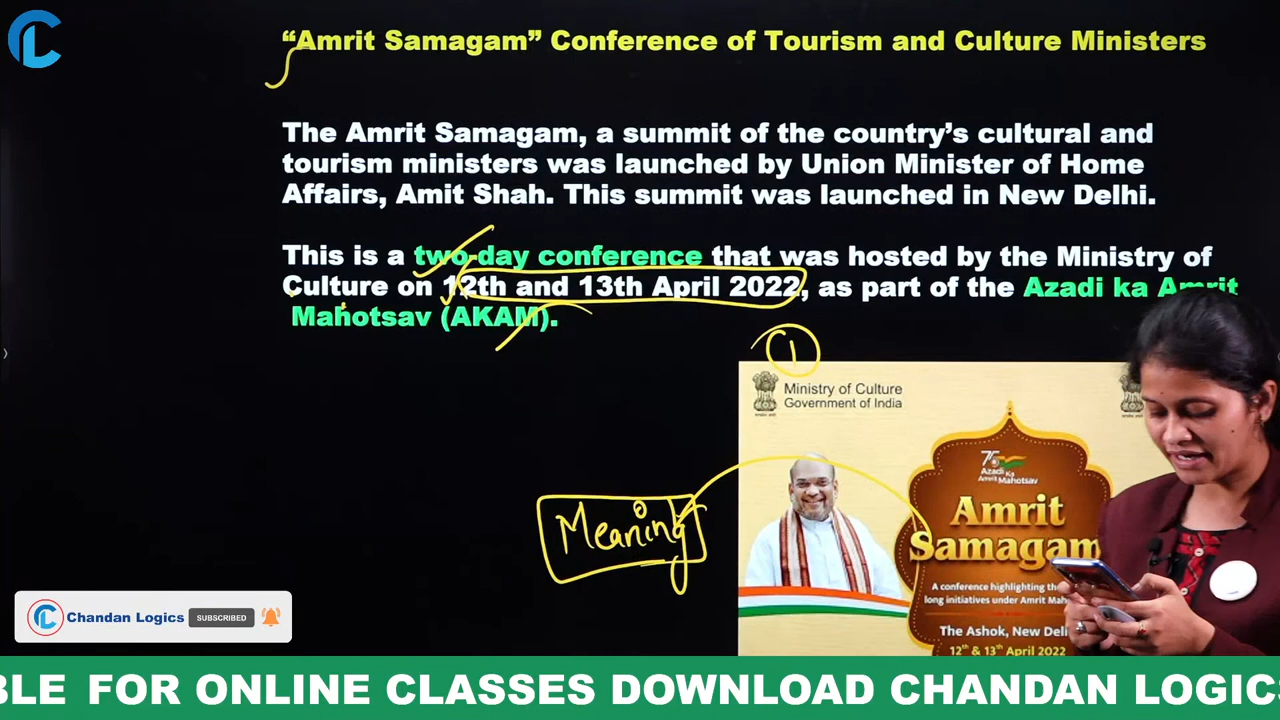 “Amrit Samagam” Conference of Tourism and Culture Ministers
The Amrit Samagam, a summit of the country’s cultural and
tourism ministers was launched by Union Minister of Home
Affairs, Amit Shah. This summit was launched in New Delhi.
This is a two-day conference that was hosted by the Ministry of
Culture on 12th and 13th April 2022, as part of the Azadi ka Amrit
Mahotsav (AKAM).
1
Ministry of Culture
Government of India
75
Azadi Ka
Amrit Mahotsav
Meaning
Amrit
Samagam
A conference highlighting the
long initiatives under Amrit
The Ashok, New
12th & 13th April 2022
Chandan Logics SUBSCRIBED
FOR ONLINE CLASSES DOWNLOAD CHANDAN